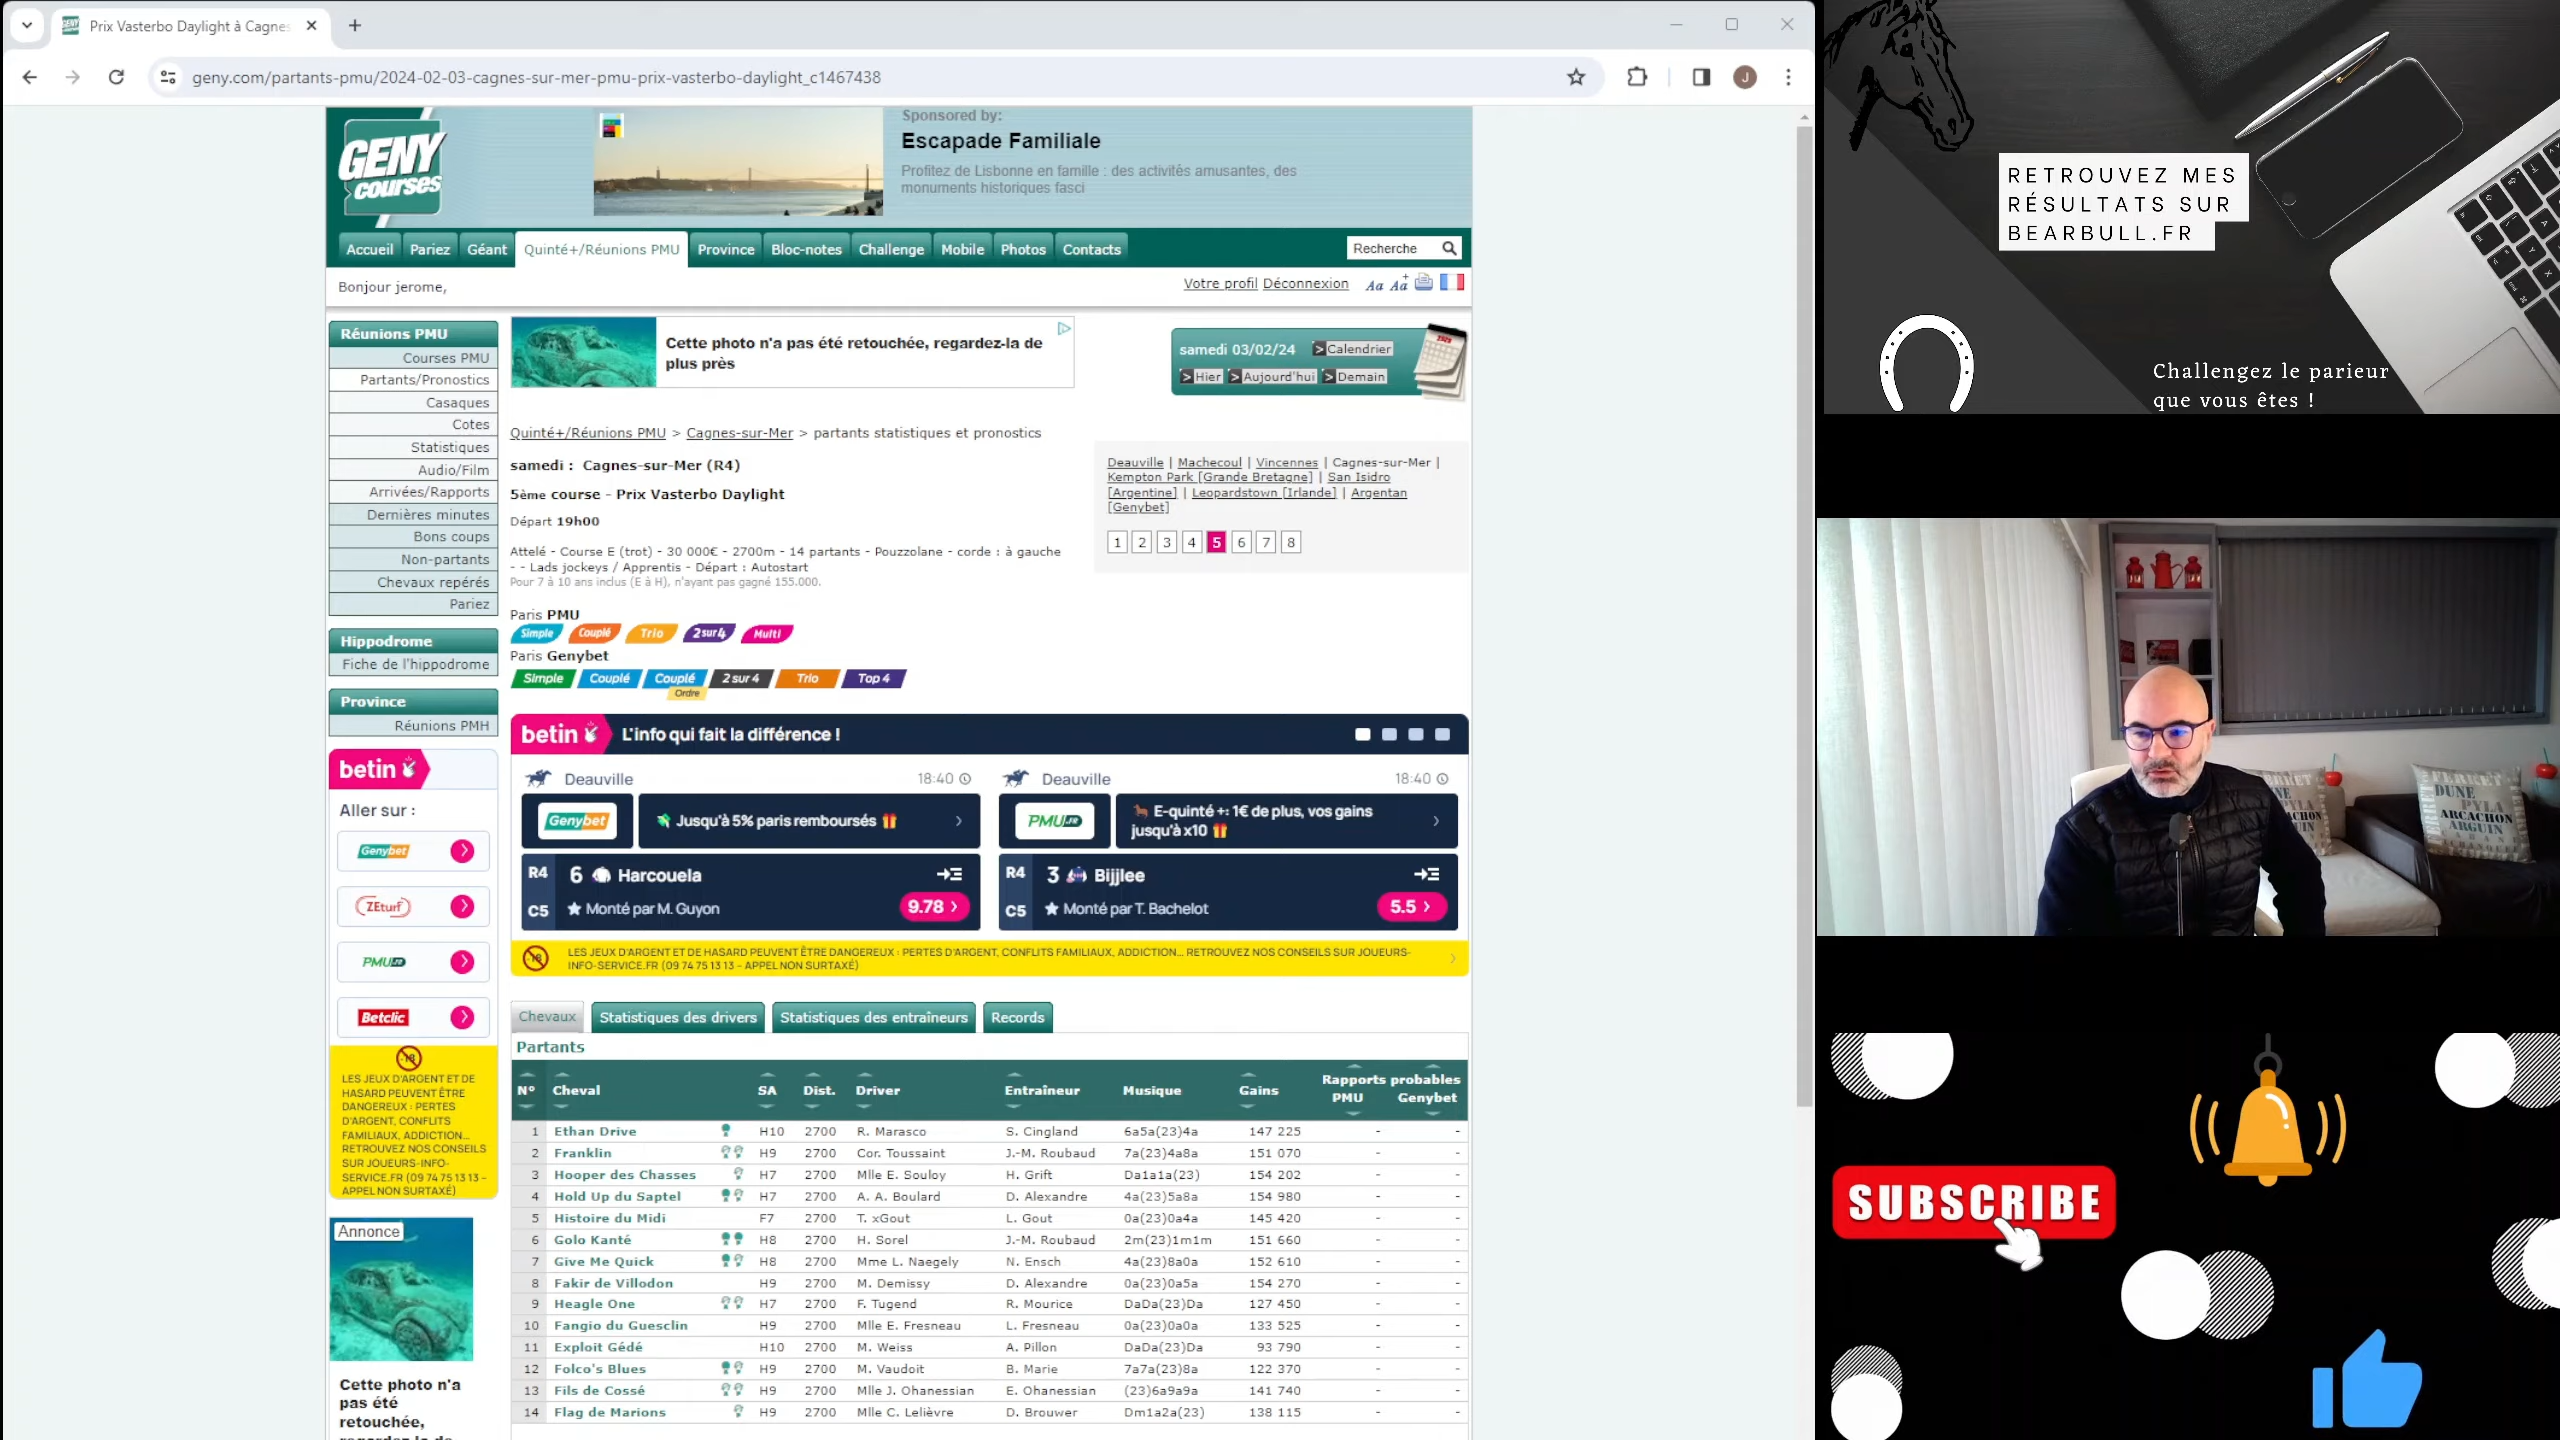 Prix Vasterbo Daylight à Cagnes
geny.com/partants-pmu/2024-02-03-cagnes-sur-mer-pmu-prix-vasterbo-daylight_c1467438
J
GENY
courses
Sponsored by:
Escapade Familiale
Profitez de Lisbonne en famille : des activités amusantes, des
monuments historiques fasci
Accueil Pariez Géant Quinté+/Réunions PMU Province Bloc-notes Challenge Mobile Photos Contacts Recherche
Bonjour jerome,
Votre profil Déconnexion Aa Aa+
Réunions PMU
Courses PMU
Partants/Pronostics
Casaques
Cotes
Statistiques
Audio/Film
Arrivées/Rapports
Dernières minutes
Bons coups
Non-partants
Chevaux repérés
Pariez
Hippodrome
Fiche de l'hippodrome
Province
Réunions PMH
betin
Aller sur :
Genybet
ZEturf
PMU.FR
Betclic
-18
LES JEUX D'ARGENT ET DE
HASARD PEUVENT ÊTRE
DANGEREUX : PERTES
D'ARGENT, CONFLITS
FAMILIAUX, ADDICTION...
RETROUVEZ NOS CONSEILS
SUR JOUEURS-INFO-
SERVICE.FR (09 74 75 13 13 -
APPEL NON SURTAXÉ)
Annonce
Cette photo n'a
pas été
retouchée,
Cette photo n'a pas été retouchée, regardez-la de
plus près
samedi 03/02/24 >Calendrier
>Hier >Aujourd'hui >Demain
Quinté+/Réunions PMU > Cagnes-sur-Mer > partants statistiques et pronostics
samedi : Cagnes-sur-Mer (R4)
5ème course - Prix Vasterbo Daylight
Départ 19h00
Attelé - Course E (trot) - 30 000€ - 2700m - 14 partants - Pouzzolane - corde : à gauche
- - Lads jockeys / Apprentis - Départ : Autostart
Pour 7 à 10 ans inclus (E à H), n'ayant pas gagné 155.000.
Deauville | Machecoul | Vincennes | Cagnes-sur-Mer |
Kempton Park [Grande Bretagne] | San Isidro
[Argentine] | Leopardstown [Irlande] | Argentan
[Genybet]
1 2 3 4 5 6 7 8
Paris PMU
Simple Couplé Trio 2sur4 Multi
Paris Genybet
Simple Couplé Couplé 2 sur 4 Trio Top 4
Ordre
betin L'info qui fait la différence !
Deauville 18:40
Genybet Jusqu'à 5% paris remboursés
R4 6 Harcouela
C5 Monté par M. Guyon 9.78 >
Deauville 18:40
PMU.FR E-quinté +: 1€ de plus, vos gains
jusqu'à x10
R4 3 Bijjlee
C5 Monté par T. Bachelot 5.5 >
-18
LES JEUX D'ARGENT ET DE HASARD PEUVENT ÊTRE DANGEREUX : PERTES D'ARGENT, CONFLITS FAMILIAUX, ADDICTION... RETROUVEZ NOS CONSEILS SUR JOUEURS-
INFO-SERVICE.FR (09 74 75 13 13 - APPEL NON SURTAXÉ)
Chevaux Statistiques des drivers Statistiques des entraîneurs Records
Partants
N° Cheval SA Dist. Driver Entraîneur Musique Gains Rapports probables
PMU Genybet
1 Ethan Drive H10 2700 R. Marasco S. Cingland 6a5a(23)4a 147 225 - -
2 Franklin H9 2700 Cor. Toussaint J.-M. Roubaud 7a(23)4a8a 151 070 - -
3 Hooper des Chasses H7 2700 Mlle E. Souloy H. Grift Da1a1a(23) 154 202 - -
4 Hold Up du Saptel H7 2700 A. A. Boulard D. Alexandre 4a(23)5a8a 154 980 - -
5 Histoire du Midi F7 2700 T. xGout L. Gout 0a(23)0a4a 145 420 - -
6 Golo Kanté H8 2700 H. Sorel J.-M. Roubaud 2m(23)1m1m 151 660 - -
7 Give Me Quick H8 2700 Mme L. Naegely N. Ensch 4a(23)8a0a 152 610 - -
8 Fakir de Villodon H9 2700 M. Demissy D. Alexandre 0a(23)0a5a 154 270 - -
9 Heagle One H7 2700 F. Tugend R. Mourice DaDa(23)Da 127 450 - -
10 Fangio du Guesclin H9 2700 Mlle E. Fresneau L. Fresneau 0a(23)0a0a 133 525 - -
11 Exploit Gédé H10 2700 M. Weiss A. Pillon DaDa(23)Da 93 790 - -
12 Folco's Blues H9 2700 M. Vaudoit B. Marie 7a7a(23)8a 122 370 - -
13 Fils de Cossé H9 2700 Mlle J. Ohanessian E. Ohanessian (23)6a9a9a 141 740 - -
14 Flag de Marions H9 2700 Mlle C. Lelièvre D. Brouwer Dm1a2a(23) 138 115 - -
RETROUVEZ MES
RÉSULTATS SUR
BEARBULL.FR
Challengez le parieur
que vous êtes !
DUNE
PYLA
ARCACHON
ARGUIN
SUBSCRIBE